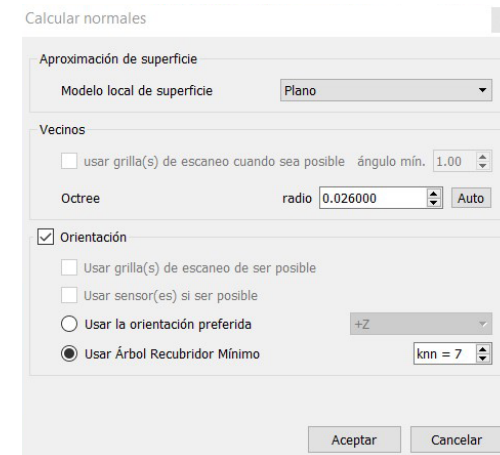 Calcular normales
Aproximación de superficie
Modelo local de superficie Plano
Vecinos
usar grilla(s) de escaneo cuando sea posible ángulo mín. 1.00
Octree radio 0.026000 Auto
Orientación
Usar grilla(s) de escaneo de ser posible
Usar sensor(es) si ser posible
Usar la orientación preferida +Z
Usar Árbol Recubridor Mínimo knn = 7
Aceptar Cancelar